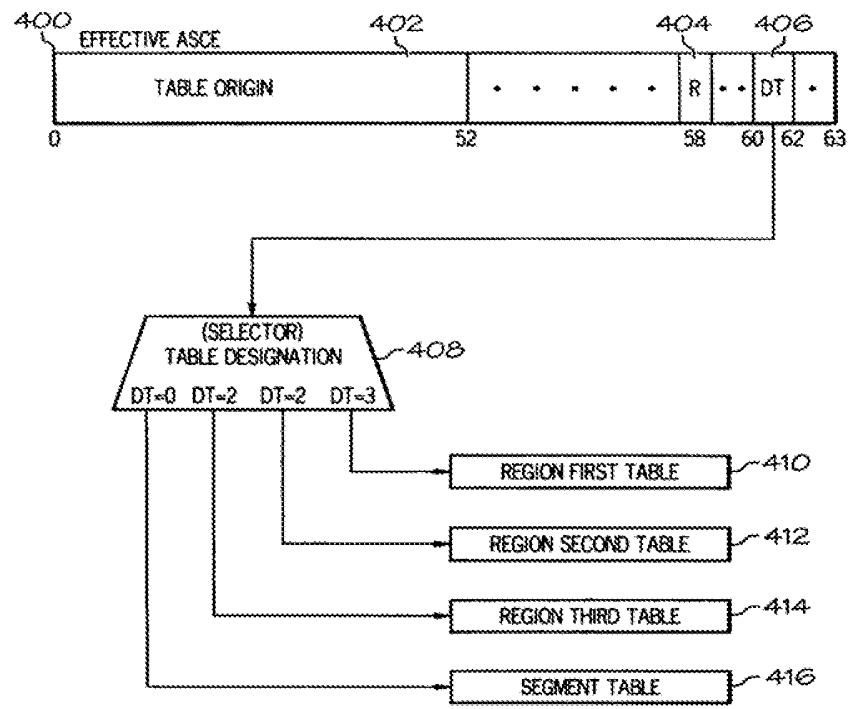 400
402
404
406
EFFECTIVE ASCE
TABLE ORIGIN
R
DT
0
52
58
60
62
63
(SELECTOR)
TABLE DESIGNATION
408
DT=0 DT=2 DT=2 DT=3
REGION FIRST TABLE
410
REGION SECOND TABLE
412
REGION THIRD TABLE
414
SEGMENT TABLE
416